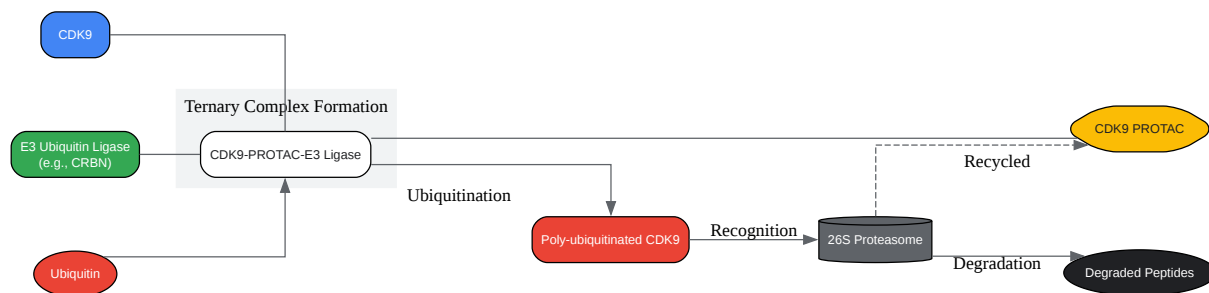 CDK9
Ternary Complex Formation
E3 Ubiquitin Ligase
(e.g., CRBN)
CDK9-PROTAC-E3 Ligase
CDK9 PROTAC
Recycled
Ubiquitination
Poly-ubiquitinated CDK9
Recognition
26S Proteasome
Degradation
Ubiquitin
Degraded Peptides